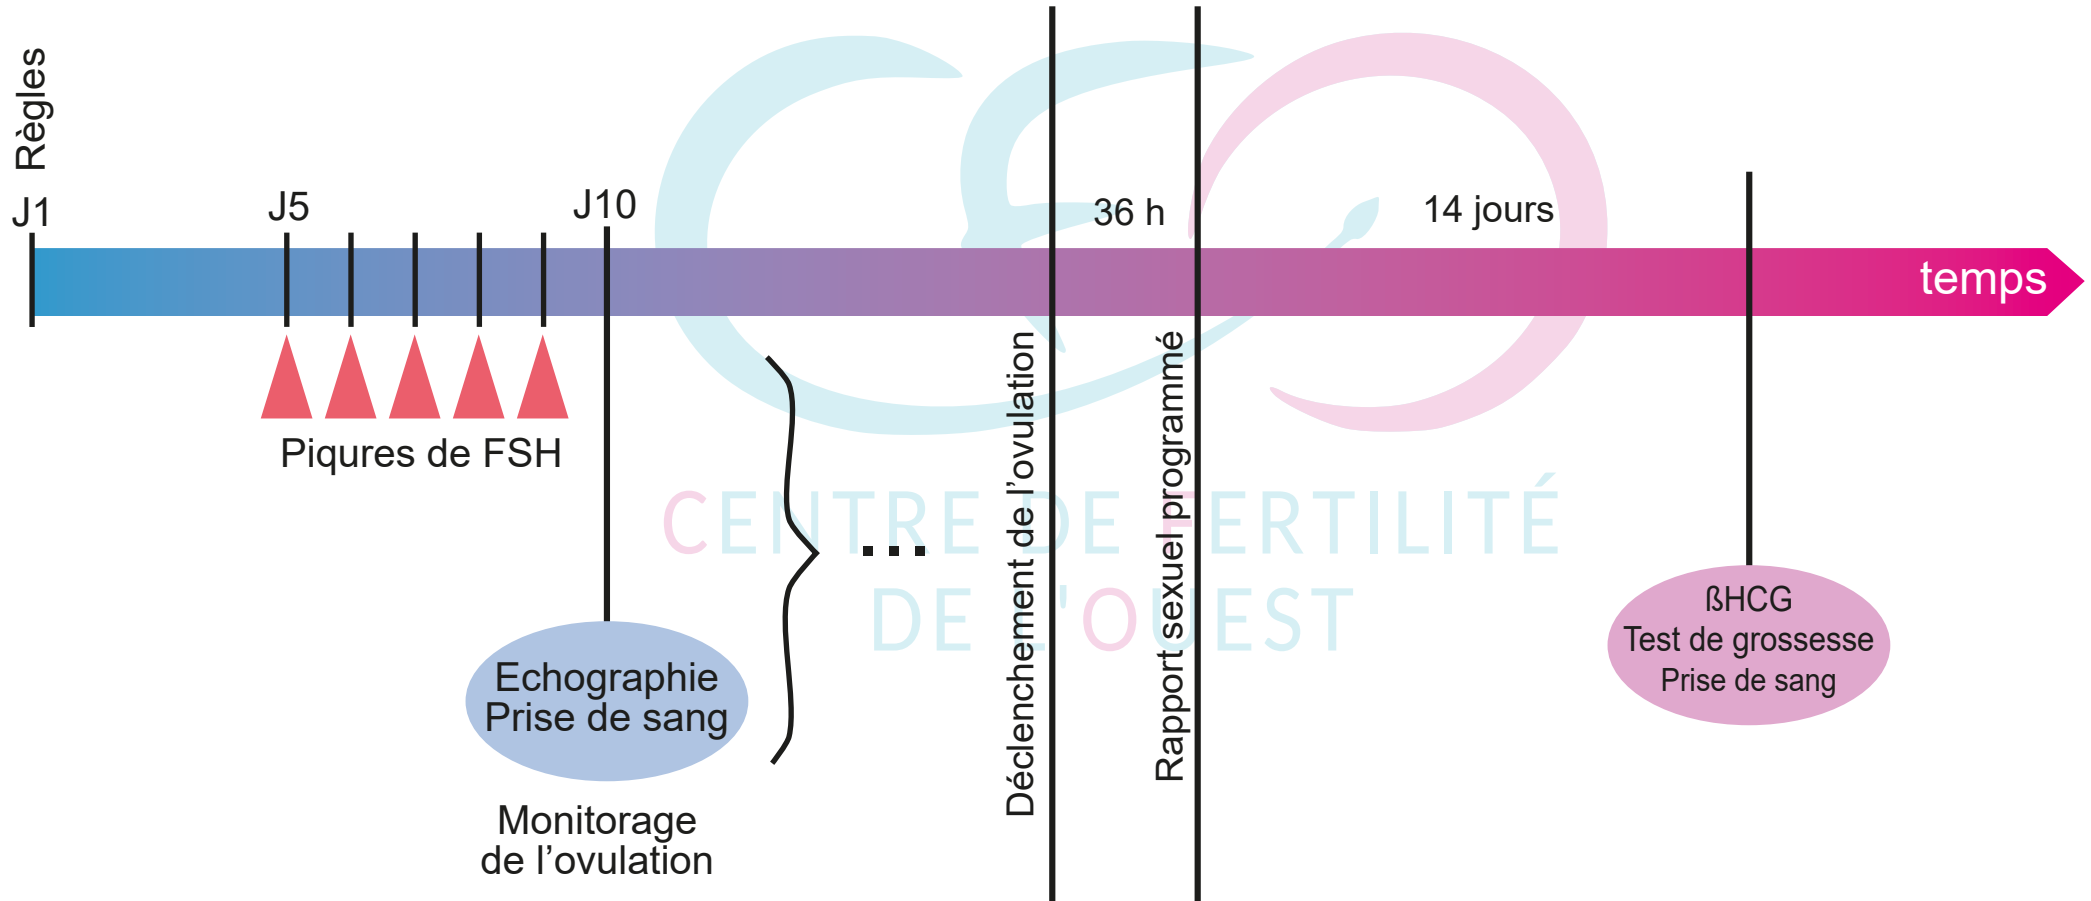 Règles
J1
J5
J10
36 h
14 jours
temps
Piqures de FSH
Echographie
Prise de sang
Monitorage
de l’ovulation
...
Déclenchement de l’ovulation
Rapport sexuel programmé
ßHCG
Test de grossesse
Prise de sang
CENTRE DE FERTILITÉ
DE L'OUEST